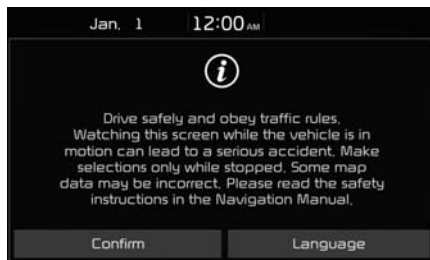 Jan. 1 12:00 AM
i
Drive safely and obey traffic rules.
Watching this screen while the vehicle is in
motion can lead to a serious accident. Make
selections only while stopped. Some map
data may be incorrect. Please read the safety
instructions in the Navigation Manual.
Confirm Language